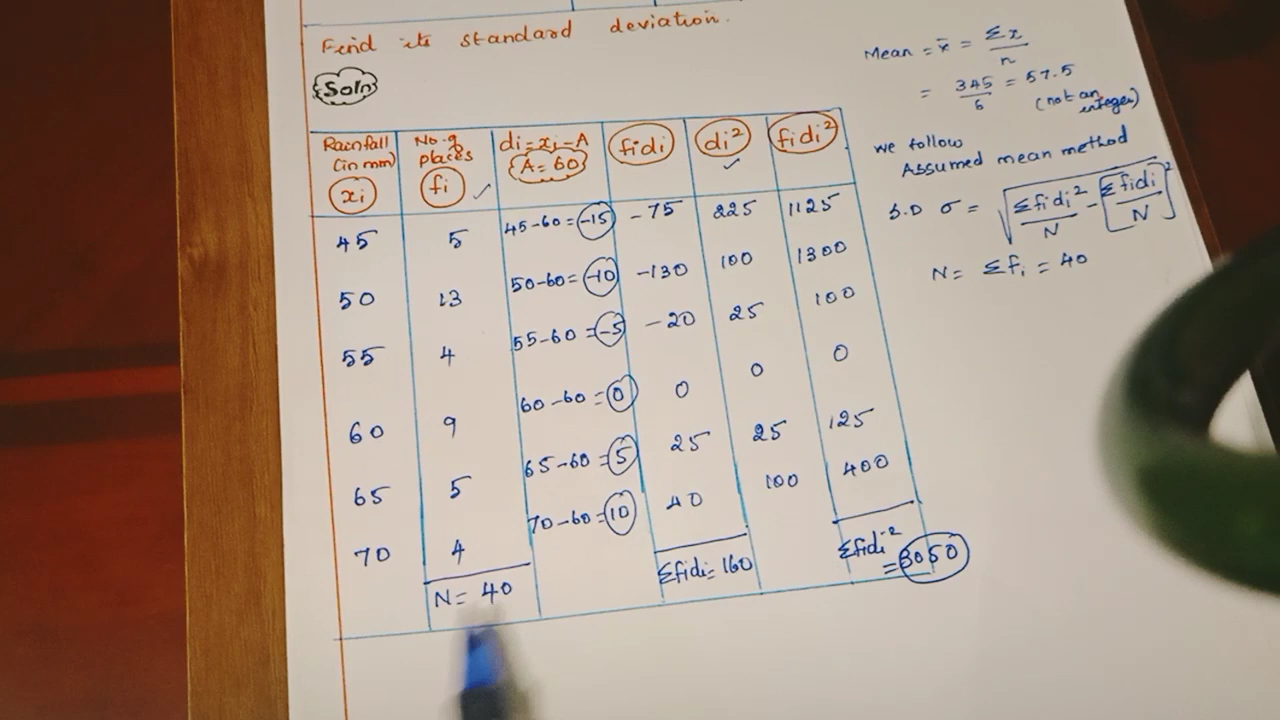 Find its standard deviation.
Soln
Mean = x̄ = Σx/n
= 345/6 = 57.5
(not an integer)
we follow
Assumed mean method
S.D σ = √(Σfidi²/N - [Σfidi/N]²)
N = Σfi = 40
Rainfall (in mm) xi | No. of places fi | di = xi - A A = 60 | fidi | di² ✓ | fidi²
45 | 5 | 45-60 = -15 | -75 | 225 | 1125
50 | 13 | 50-60 = -10 | -130 | 100 | 1300
55 | 4 | 55-60 = -5 | -20 | 25 | 100
60 | 9 | 60-60 = 0 | 0 | 0 | 0
65 | 5 | 65-60 = 5 | 25 | 25 | 125
70 | 4 | 70-60 = 10 | 40 | 100 | 400
N = 40 | Σfidi = 160 | Σfidi² = 3050